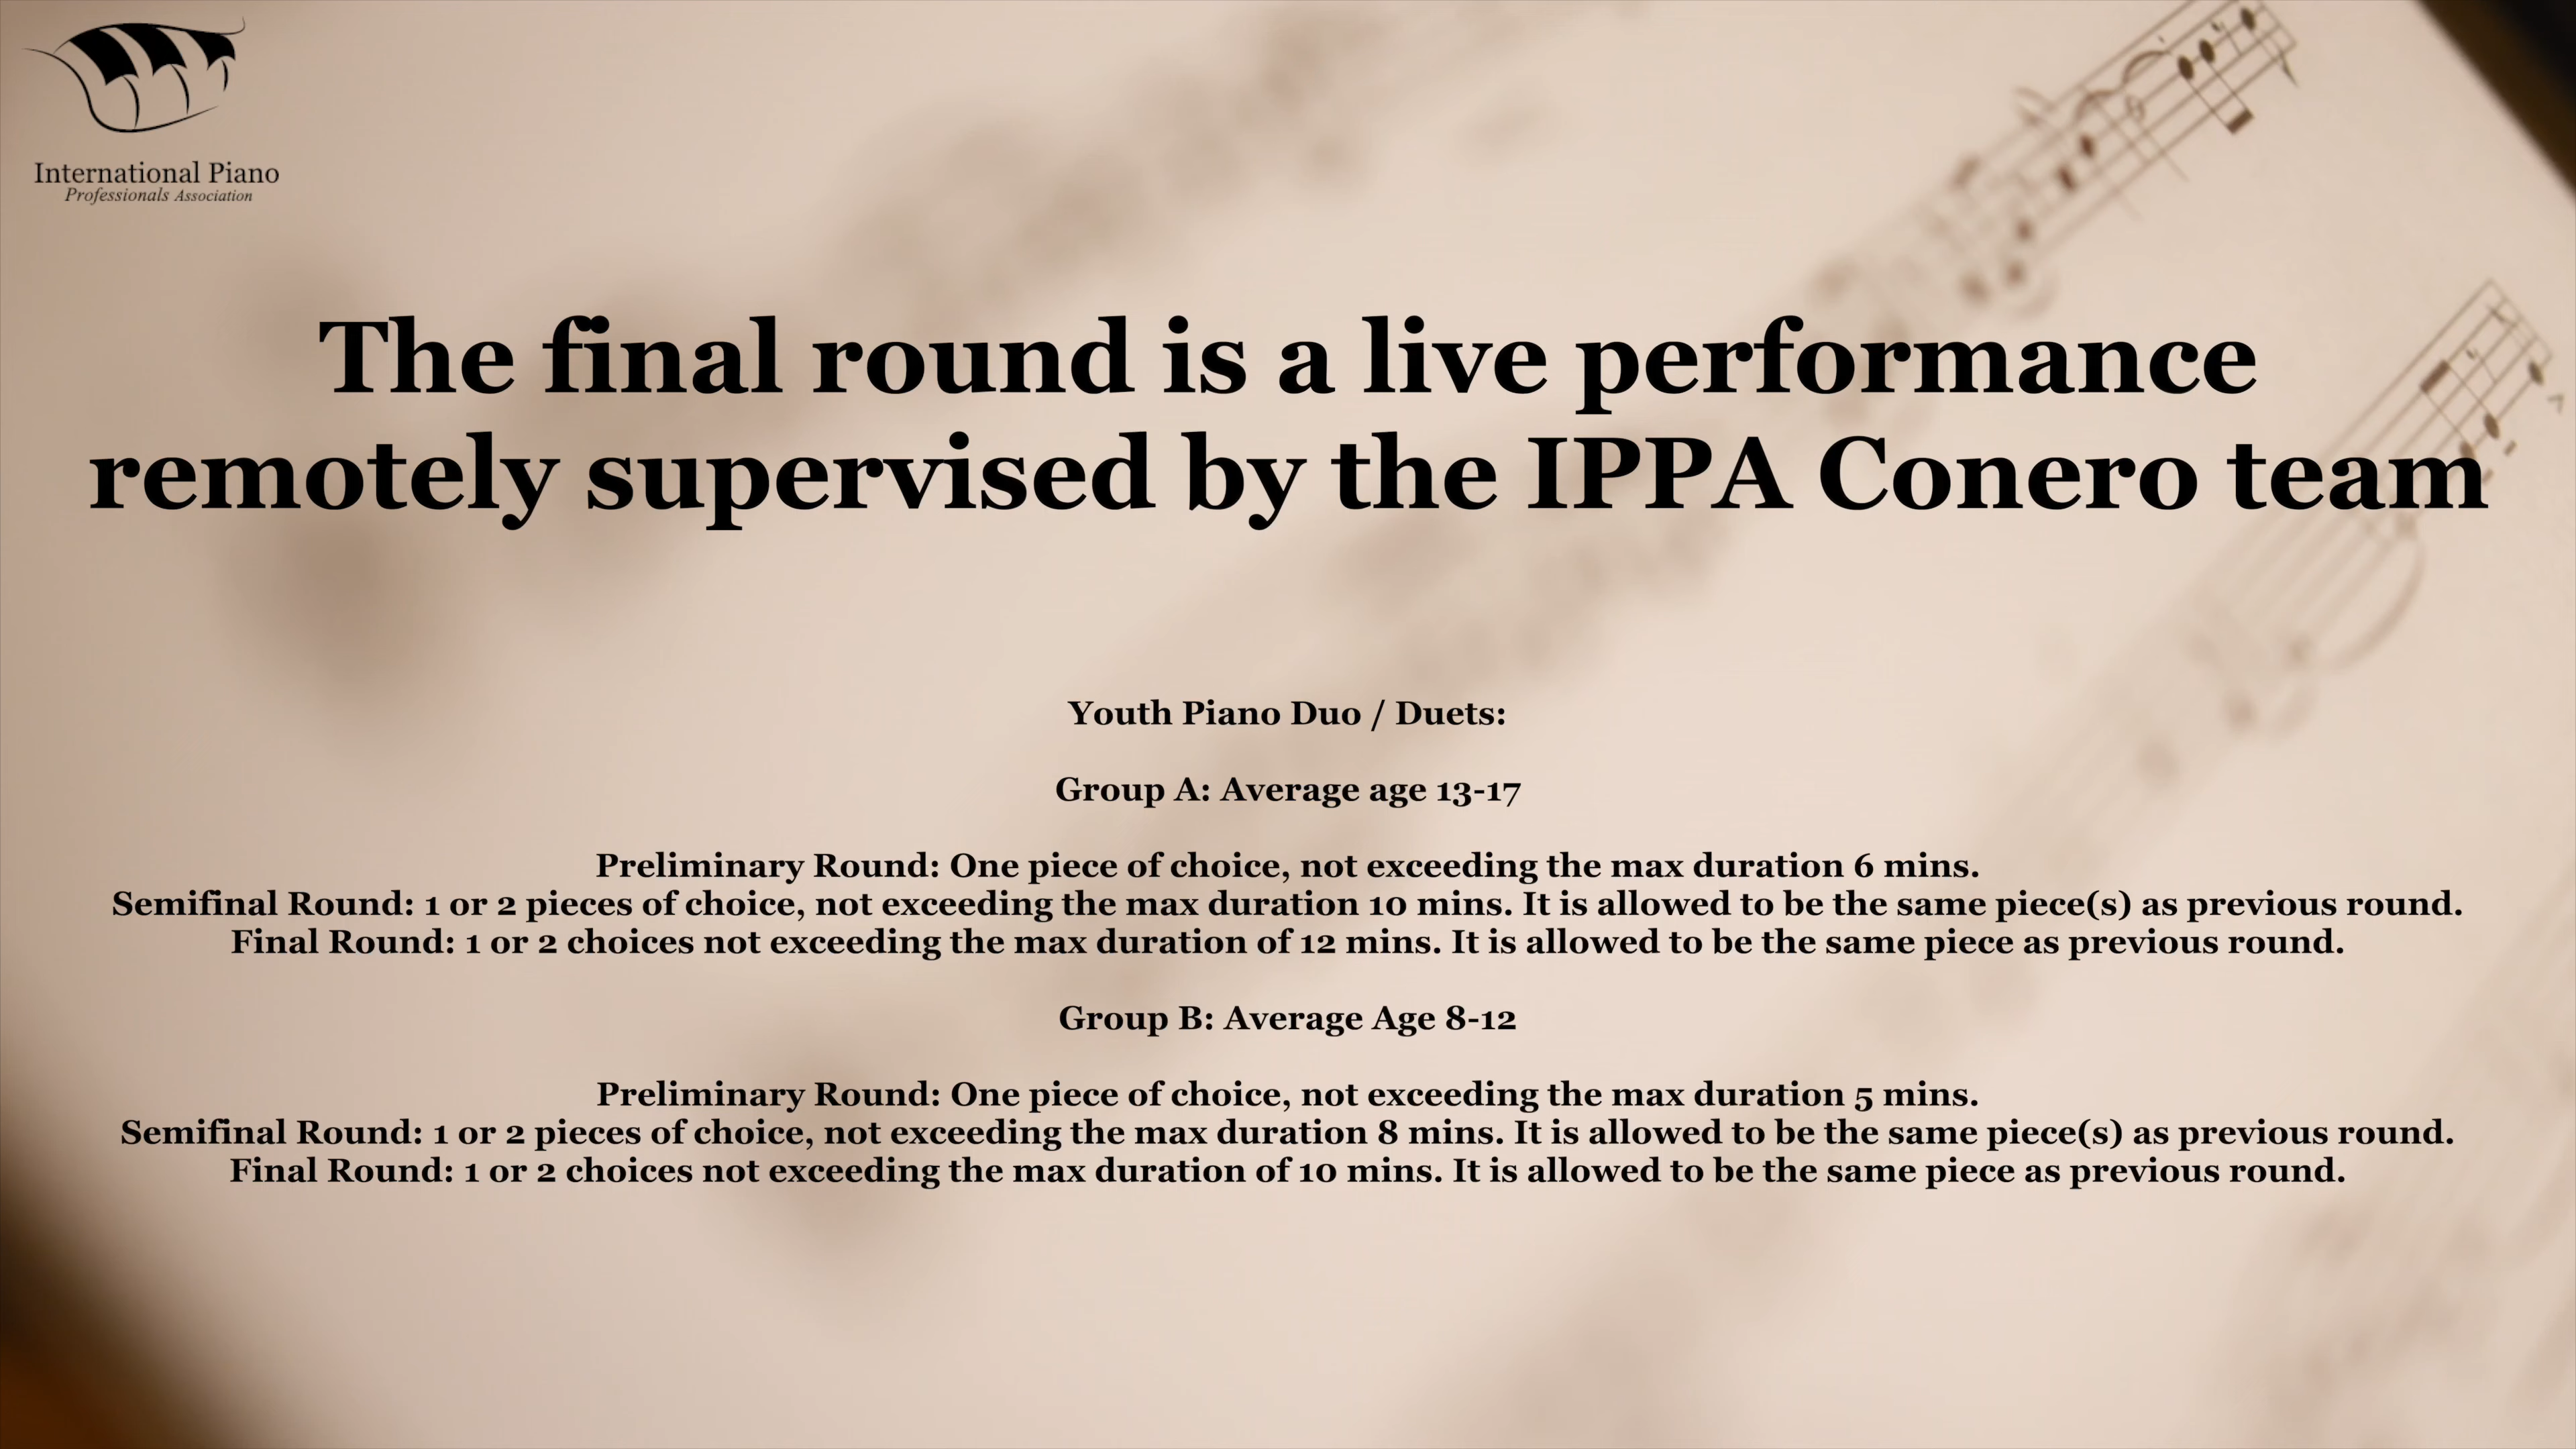 International Piano
Professionals Association
The final round is a live performance
remotely supervised by the IPPA Conero team
Youth Piano Duo / Duets:
Group A: Average age 13-17
Preliminary Round: One piece of choice, not exceeding the max duration 6 mins.
Semifinal Round: 1 or 2 pieces of choice, not exceeding the max duration 10 mins. It is allowed to be the same piece(s) as previous round.
Final Round: 1 or 2 choices not exceeding the max duration of 12 mins. It is allowed to be the same piece as previous round.
Group B: Average Age 8-12
Preliminary Round: One piece of choice, not exceeding the max duration 5 mins.
Semifinal Round: 1 or 2 pieces of choice, not exceeding the max duration 8 mins. It is allowed to be the same piece(s) as previous round.
Final Round: 1 or 2 choices not exceeding the max duration of 10 mins. It is allowed to be the same piece as previous round.